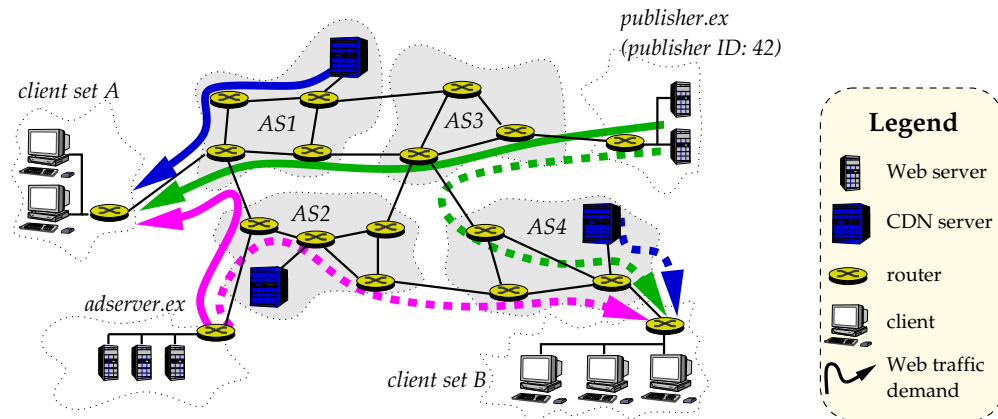 publisher.ex
(publisher ID: 42)
client set A
AS1
AS3
AS2
AS4
adserver.ex
client set B
Legend
Web server
CDN server
router
client
Web traffic
demand